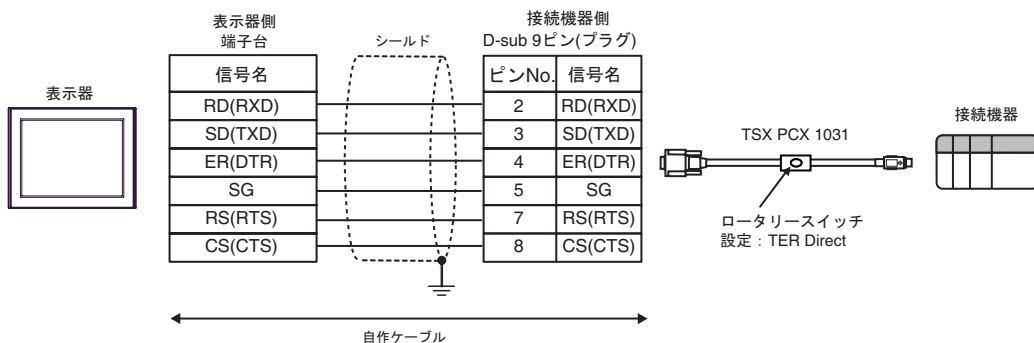 表示器
表示器側
端子台
シールド
接続機器側
D-sub 9ピン(プラグ)
信号名
ピンNo. 信号名
RD(RXD) 2 RD(RXD)
SD(TXD) 3 SD(TXD)
ER(DTR) 4 ER(DTR)
SG 5 SG
RS(RTS) 7 RS(RTS)
CS(CTS) 8 CS(CTS)
自作ケーブル
TSX PCX 1031
ロータリースイッチ
設定：TER Direct
接続機器